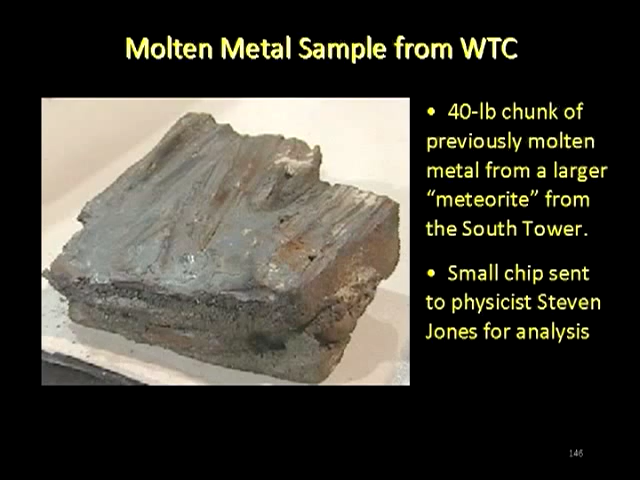 Molten Metal Sample from WTC
• 40-lb chunk of
previously molten
metal from a larger
“meteorite” from
the South Tower.
• Small chip sent
to physicist Steven
Jones for analysis
146